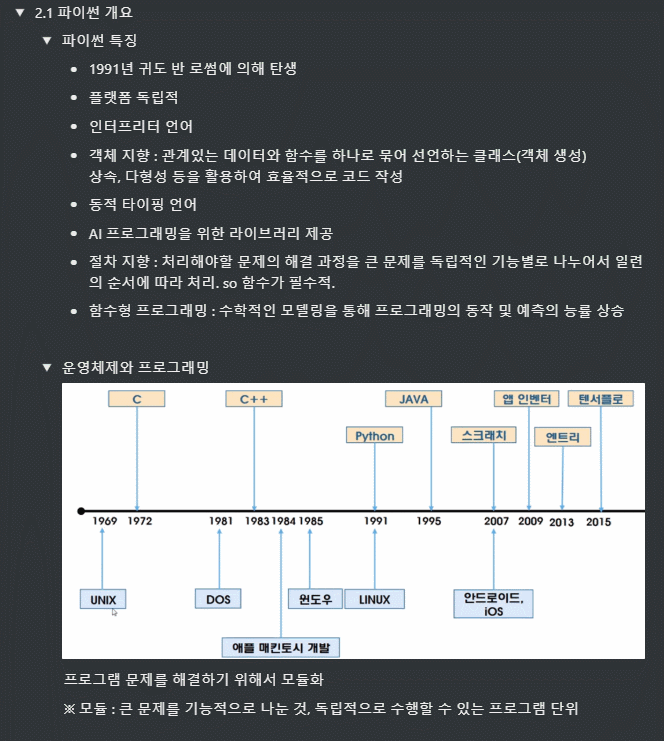 ▼ 2.1 파이썬 개요
▼ 파이썬 특징
• 1991년 귀도 반 로썸에 의해 탄생
• 플랫폼 독립적
• 인터프리터 언어
• 객체 지향 : 관계있는 데이터와 함수를 하나로 묶어 선언하는 클래스(객체 생성)
상속, 다형성 등을 활용하여 효율적으로 코드 작성
• 동적 타이핑 언어
• AI 프로그래밍을 위한 라이브러리 제공
• 절차 지향 : 처리해야할 문제의 해결 과정을 큰 문제를 독립적인 기능별로 나누어서 일련
의 순서에 따라 처리. so 함수가 필수적.
• 함수형 프로그래밍 : 수학적인 모델링을 통해 프로그래밍의 동작 및 예측의 능률 상승
▼ 운영체제와 프로그래밍
C C++ JAVA 앱 인벤터 텐서플로
Python 스크래치 엔트리
1969 1972 1981 1983 1984 1985 1991 1995 2007 2009 2013 2015
UNIX DOS 윈도우 LINUX 안드로이드,
iOS
애플 매킨토시 개발
프로그램 문제를 해결하기 위해서 모듈화
※ 모듈 : 큰 문제를 기능적으로 나눈 것, 독립적으로 수행할 수 있는 프로그램 단위